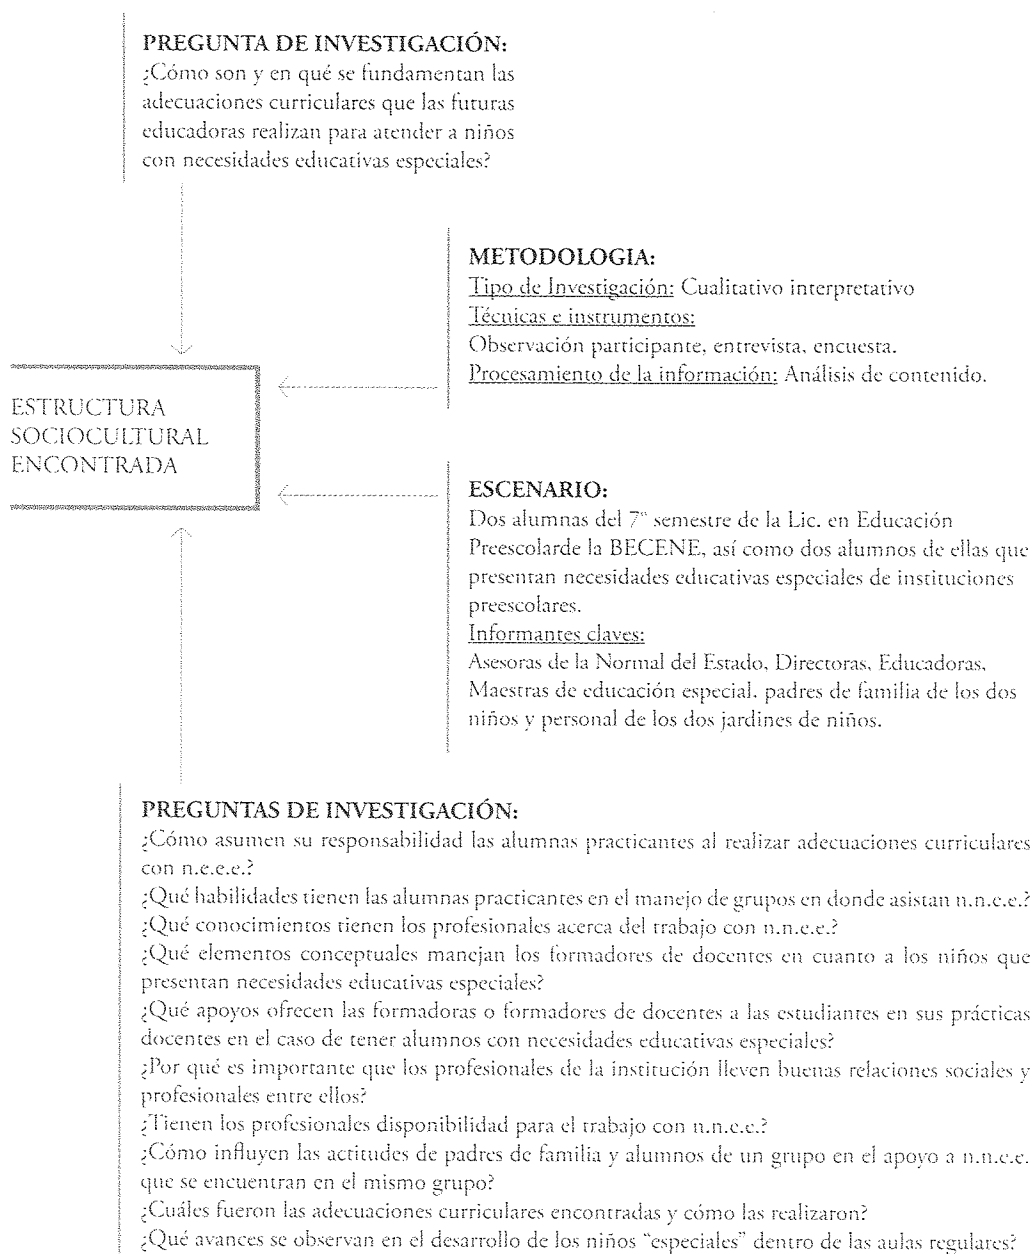 PREGUNTA DE INVESTIGACIÓN:
¿Cómo son y en qué se fundamentan las
adecuaciones curriculares que las futuras
educadoras realizan para atender a niños
con necesidades educativas especiales?
METODOLOGIA:
Tipo de Investigación: Cualitativo interpretativo
Técnicas e instrumentos:
Observación participante, entrevista, encuesta.
Procesamiento de la información: Análisis de contenido.
ESTRUCTURA
SOCIOCULTURAL
ENCONTRADA
ESCENARIO:
Dos alumnas del 7º semestre de la Lic. en Educación
Preescolarde la BECENE, así como dos alumnos de ellas que
presentan necesidades educativas especiales de instituciones
preescolares.
Informantes claves:
Asesoras de la Normal del Estado, Directoras, Educadoras,
Maestras de educación especial, padres de familia de los dos
niños y personal de los dos jardines de niños.
PREGUNTAS DE INVESTIGACIÓN:
¿Cómo asumen su responsabilidad las alumnas practicantes al realizar adecuaciones curriculares
con n.e.e.e.?
¿Qué habilidades tienen las alumnas practicantes en el manejo de grupos en donde asistan n.n.e.e.?
¿Qué conocimientos tienen los profesionales acerca del trabajo con n.n.e.e.?
¿Qué elementos conceptuales manejan los formadores de docentes en cuanto a los niños que
presentan necesidades educativas especiales?
¿Qué apoyos ofrecen las formadoras o formadores de docentes a las estudiantes en sus prácticas
docentes en el caso de tener alumnos con necesidades educativas especiales?
¿Por qué es importante que los profesionales de la institución lleven buenas relaciones sociales y
profesionales entre ellos?
¿Tienen los profesionales disponibilidad para el trabajo con n.n.e.e.?
¿Cómo influyen las actitudes de padres de familia y alumnos de un grupo en el apoyo a n.n.e.e.
que se encuentran en el mismo grupo?
¿Cuáles fueron las adecuaciones curriculares encontradas y cómo las realizaron?
¿Qué avances se observan en el desarrollo de los niños "especiales" dentro de las aulas regulares?